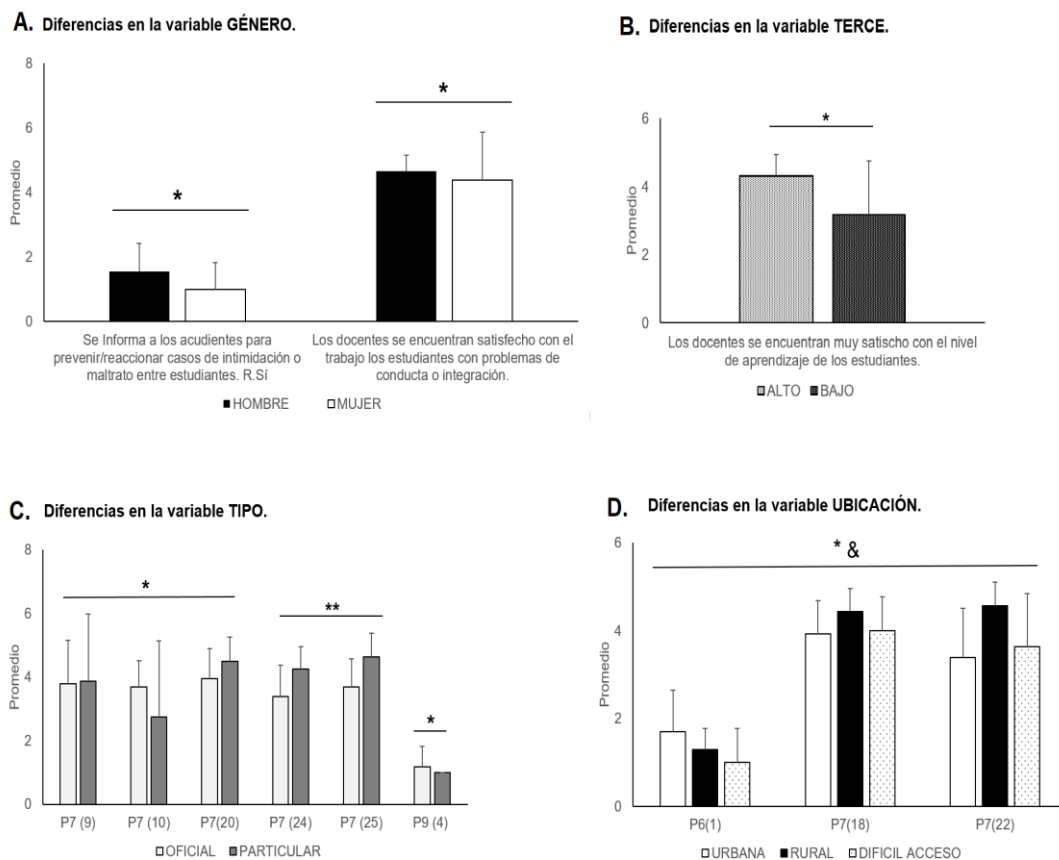 A. Diferencias en la variable GÉNERO.
8
6
4
2
0
Promedio
*
*
Se Informa a los acudientes para
prevenir/reaccionar casos de intimidación o
maltrato entre estudiantes. R.Sí
Los docentes se encuentran satisfecho con el
trabajo los estudiantes con problemas de
conducta o integración.
HOMBRE MUJER
B. Diferencias en la variable TERCE.
6
4
2
0
Promedio
*
Los docentes se encuentran muy satischo con el nivel
de aprendizaje de los estudiantes.
ALTO BAJO
C. Diferencias en la variable TIPO.
8
6
4
2
0
Promedio
*
**
*
P7 (9) P7 (10) P7(20) P7 (24) P7 (25) P9 (4)
OFICIAL PARTICULAR
D. Diferencias en la variable UBICACIÓN.
6
4
2
0
Promedio
* &
P6(1) P7(18) P7(22)
URBANA RURAL DIFICIL ACCESO